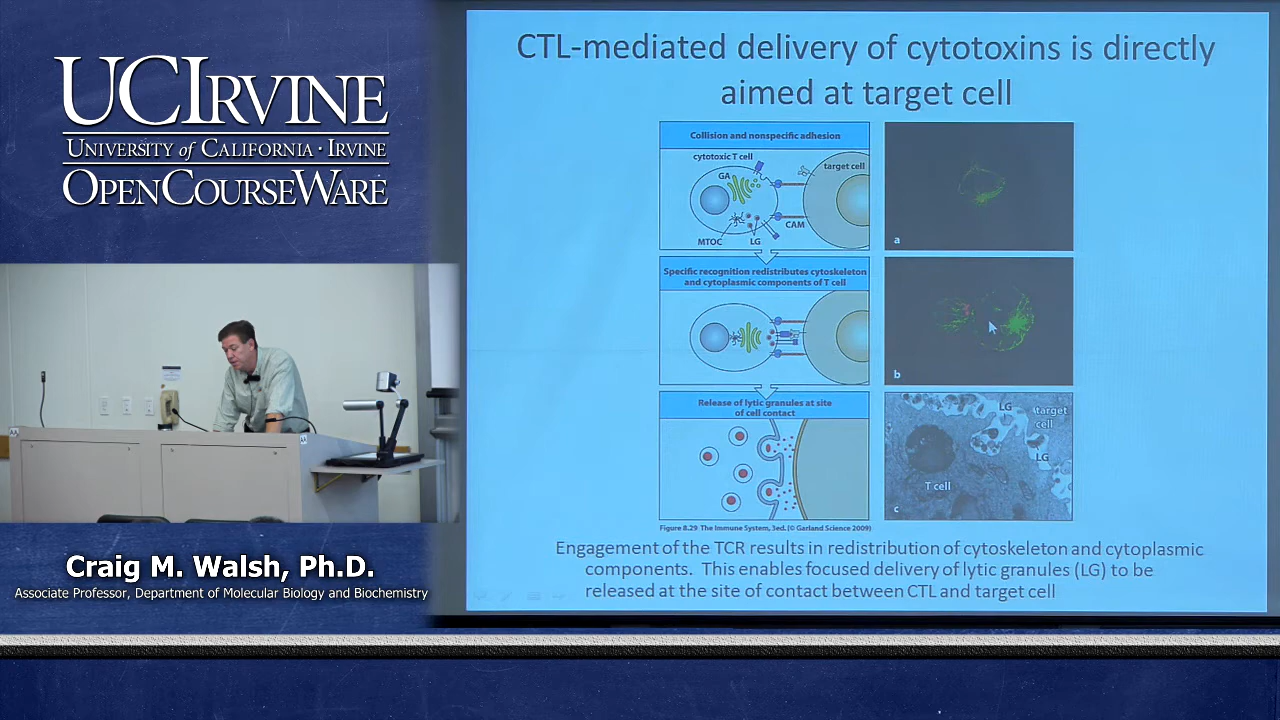 UCIRVINE
UNIVERSITY of CALIFORNIA · IRVINE
OPENCOURSEWARE
Craig M. Walsh, Ph.D.
Associate Professor, Department of Molecular Biology and Biochemistry
CTL-mediated delivery of cytotoxins is directly
aimed at target cell
Collision and nonspecific adhesion
cytotoxic T cell
target cell
GA
CAM
MTOC
LG
a
Specific recognition redistributes cytoskeleton
and cytoplasmic components of T cell
b
Release of lytic granules at site
of cell contact
LG
target
cell
LG
T cell
c
Figure 8.29 The Immune System, 3ed. (© Garland Science 2009)
Engagement of the TCR results in redistribution of cytoskeleton and cytoplasmic
components. This enables focused delivery of lytic granules (LG) to be
released at the site of contact between CTL and target cell